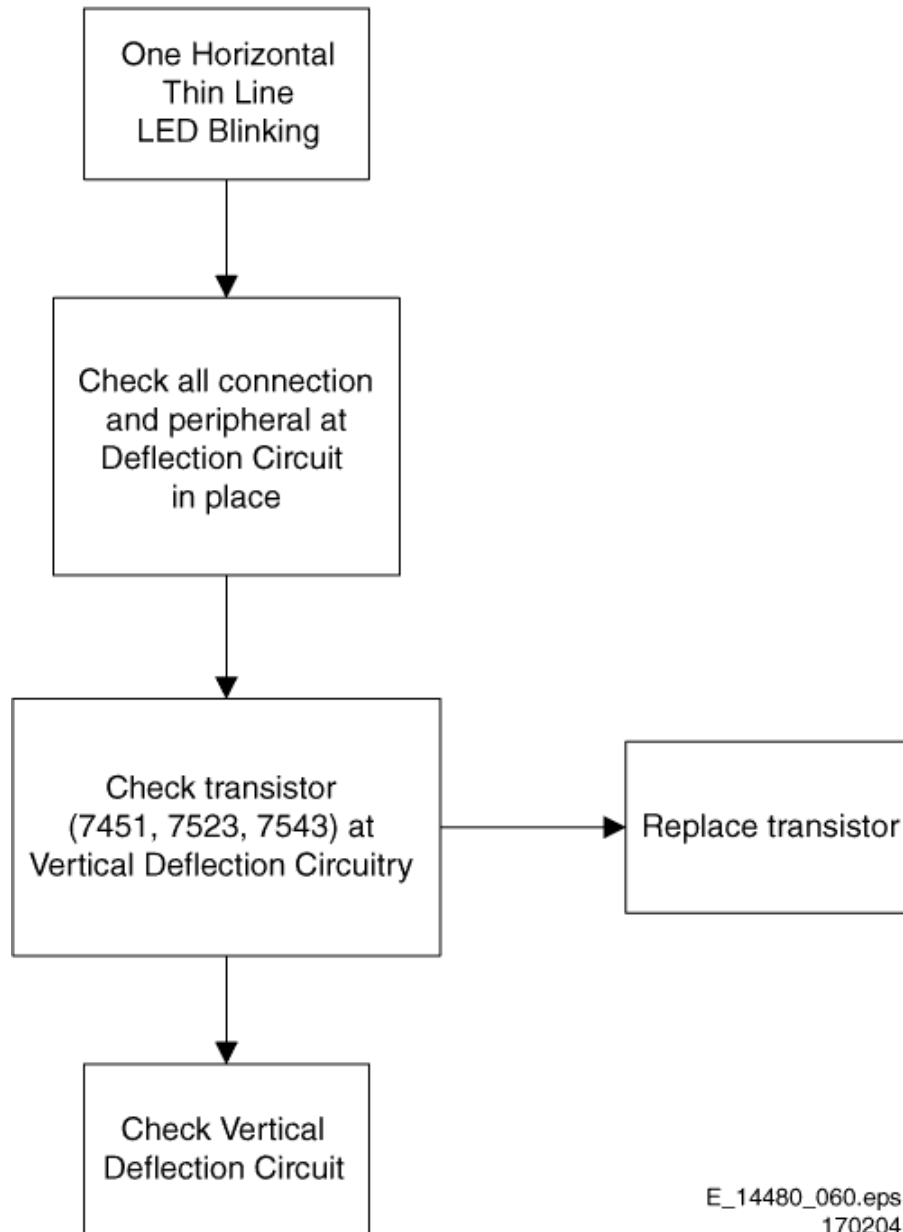 One Horizontal
Thin Line
LED Blinking
Check all connection
and peripheral at
Deflection Circuit
in place
Check transistor
(7451, 7523, 7543) at
Vertical Deflection Circuitry
Replace transistor
Check Vertical
Deflection Circuit
E_14480_060.eps
170204